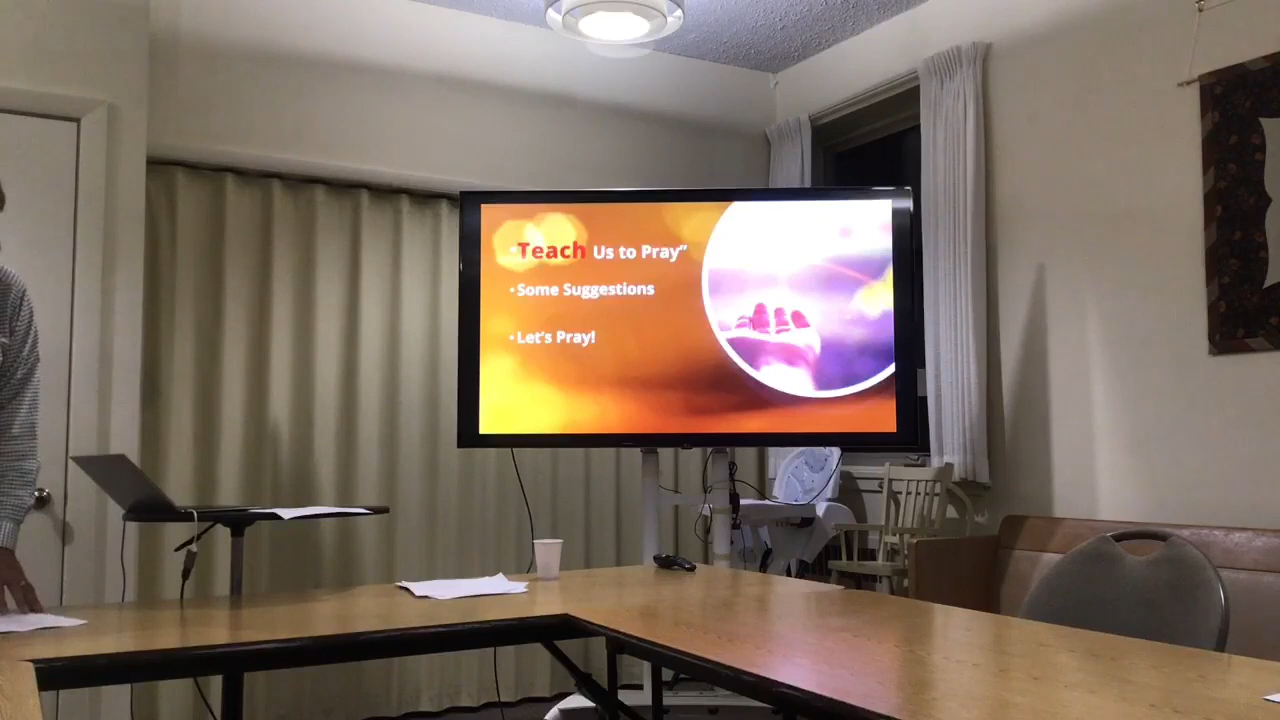 • Teach Us to Pray”
• Some Suggestions
• Let’s Pray!